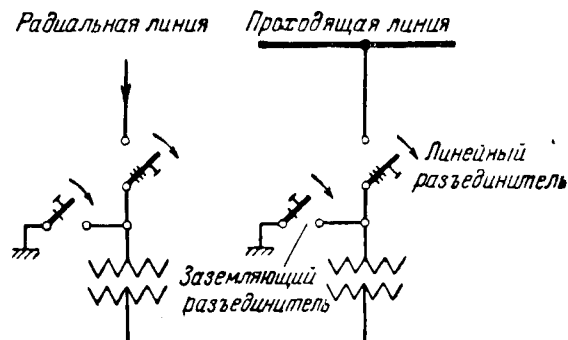 Радиальная линия
Проходящая линия
Линейный
разъединитель
Заземляющий
разъединитель